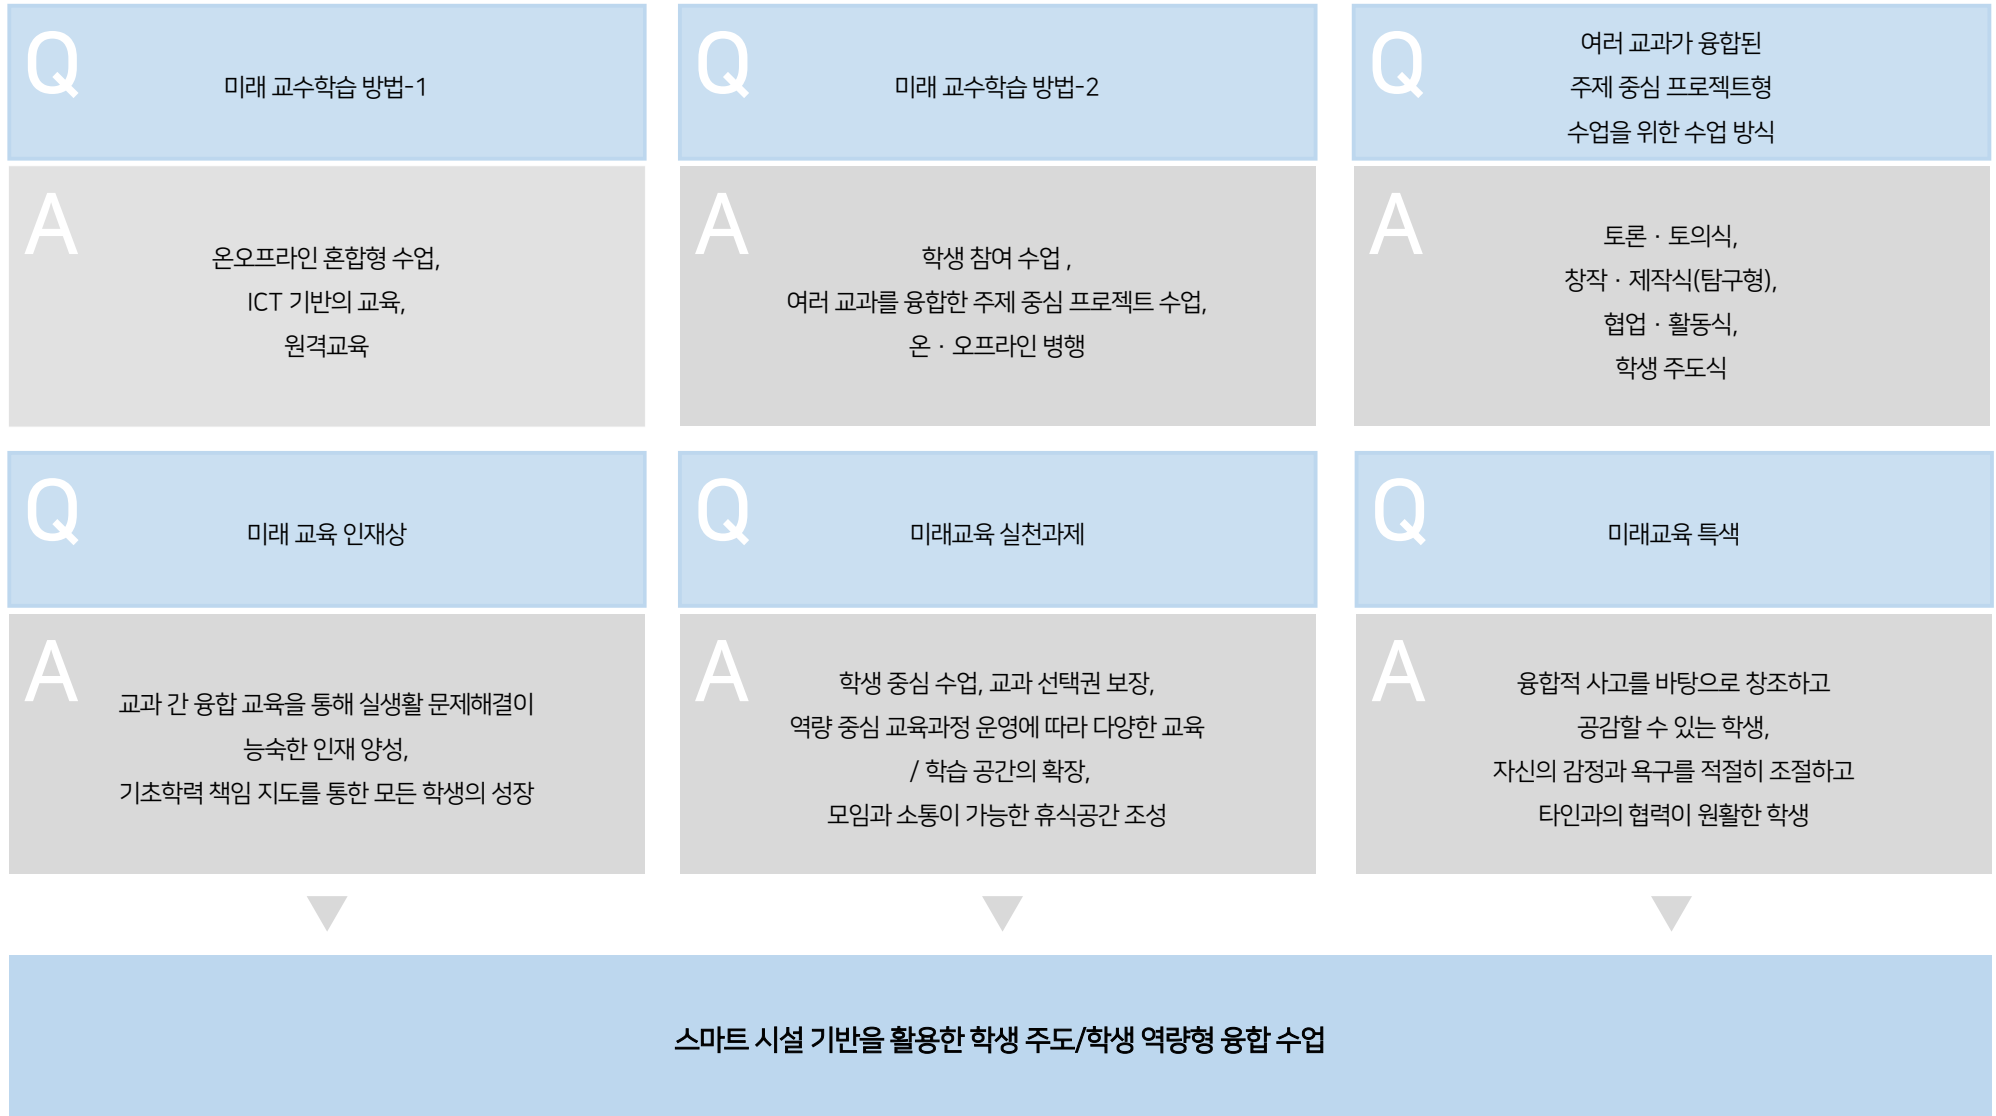 Q
미래 교수학습 방법-1
A
온오프라인 혼합형 수업,
ICT 기반의 교육,
원격교육
Q
미래 교수학습 방법-2
A
학생 참여 수업 ,
여러 교과를 융합한 주제 중심 프로젝트 수업,
온 · 오프라인 병행
Q
여러 교과가 융합된
주제 중심 프로젝트형
수업을 위한 수업 방식
A
토론 · 토의식,
창작 · 제작식(탐구형),
협업 · 활동식,
학생 주도식
Q
미래 교육 인재상
A
교과 간 융합 교육을 통해 실생활 문제해결이
능숙한 인재 양성,
기초학력 책임 지도를 통한 모든 학생의 성장
Q
미래교육 실천과제
A
학생 중심 수업, 교과 선택권 보장,
역량 중심 교육과정 운영에 따라 다양한 교육
/ 학습 공간의 확장,
모임과 소통이 가능한 휴식공간 조성
Q
미래교육 특색
A
융합적 사고를 바탕으로 창조하고
공감할 수 있는 학생,
자신의 감정과 욕구를 적절히 조절하고
타인과의 협력이 원활한 학생
스마트 시설 기반을 활용한 학생 주도/학생 역량형 융합 수업